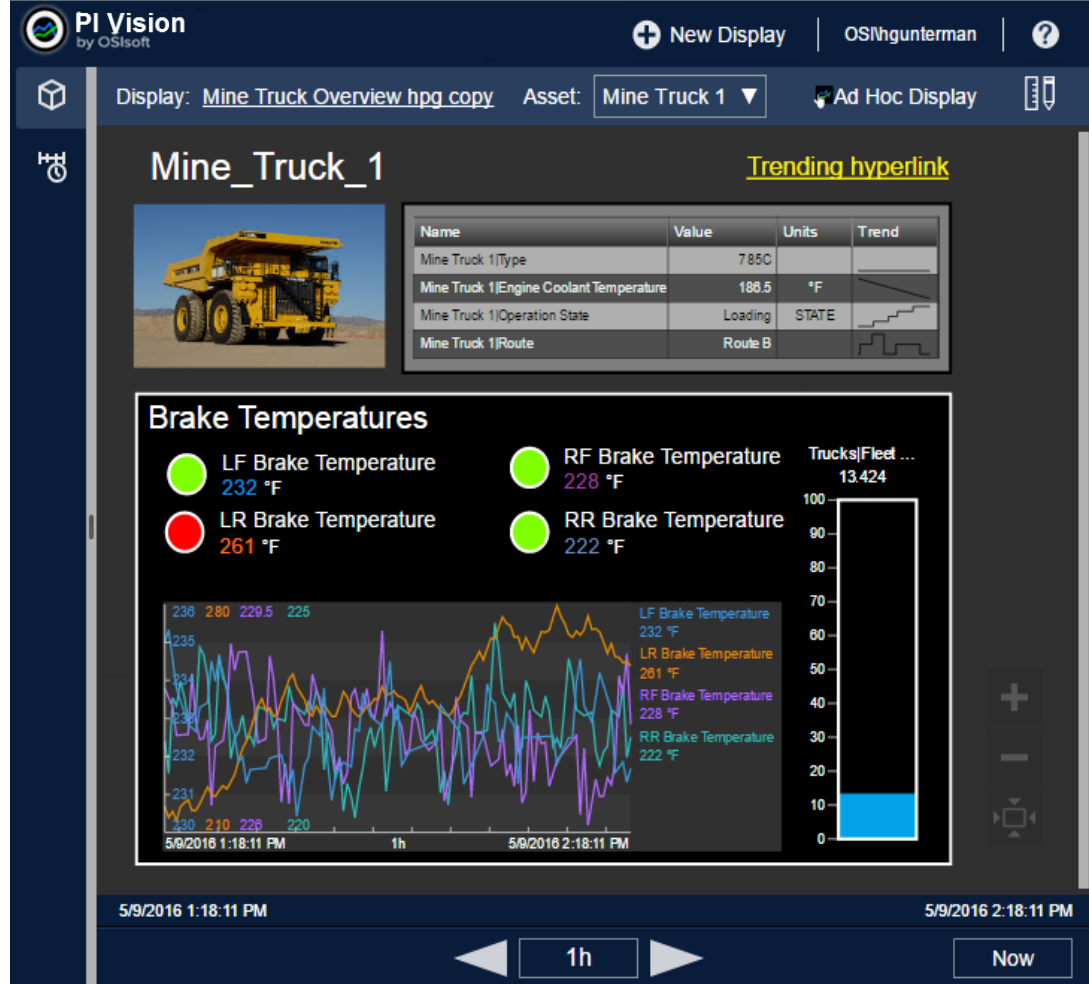 PI Vision
by OSIsoft
New Display
OSI\hgunterman
?
Display: Mine Truck Overview hpg copy
Asset: Mine Truck 1 ▼
Ad Hoc Display
Mine_Truck_1
Trending hyperlink
Name Value Units Trend
Mine Truck 1|Type 785C
Mine Truck 1|Engine Coolant Temperature 186.5 °F
Mine Truck 1|Operation State Loading STATE
Mine Truck 1|Route Route B
Brake Temperatures
LF Brake Temperature
232 °F
RF Brake Temperature
228 °F
LR Brake Temperature
261 °F
RR Brake Temperature
222 °F
Trucks|Fleet ...
13.424
100
90
80
70
60
50
40
30
20
10
0
236 280 229.5 225
235
234
233
232
231
230 210 226 220
5/9/2016 1:18:11 PM 1h 5/9/2016 2:18:11 PM
LF Brake Temperature
232 °F
LR Brake Temperature
261 °F
RF Brake Temperature
228 °F
RR Brake Temperature
222 °F
5/9/2016 1:18:11 PM 5/9/2016 2:18:11 PM
1h
Now